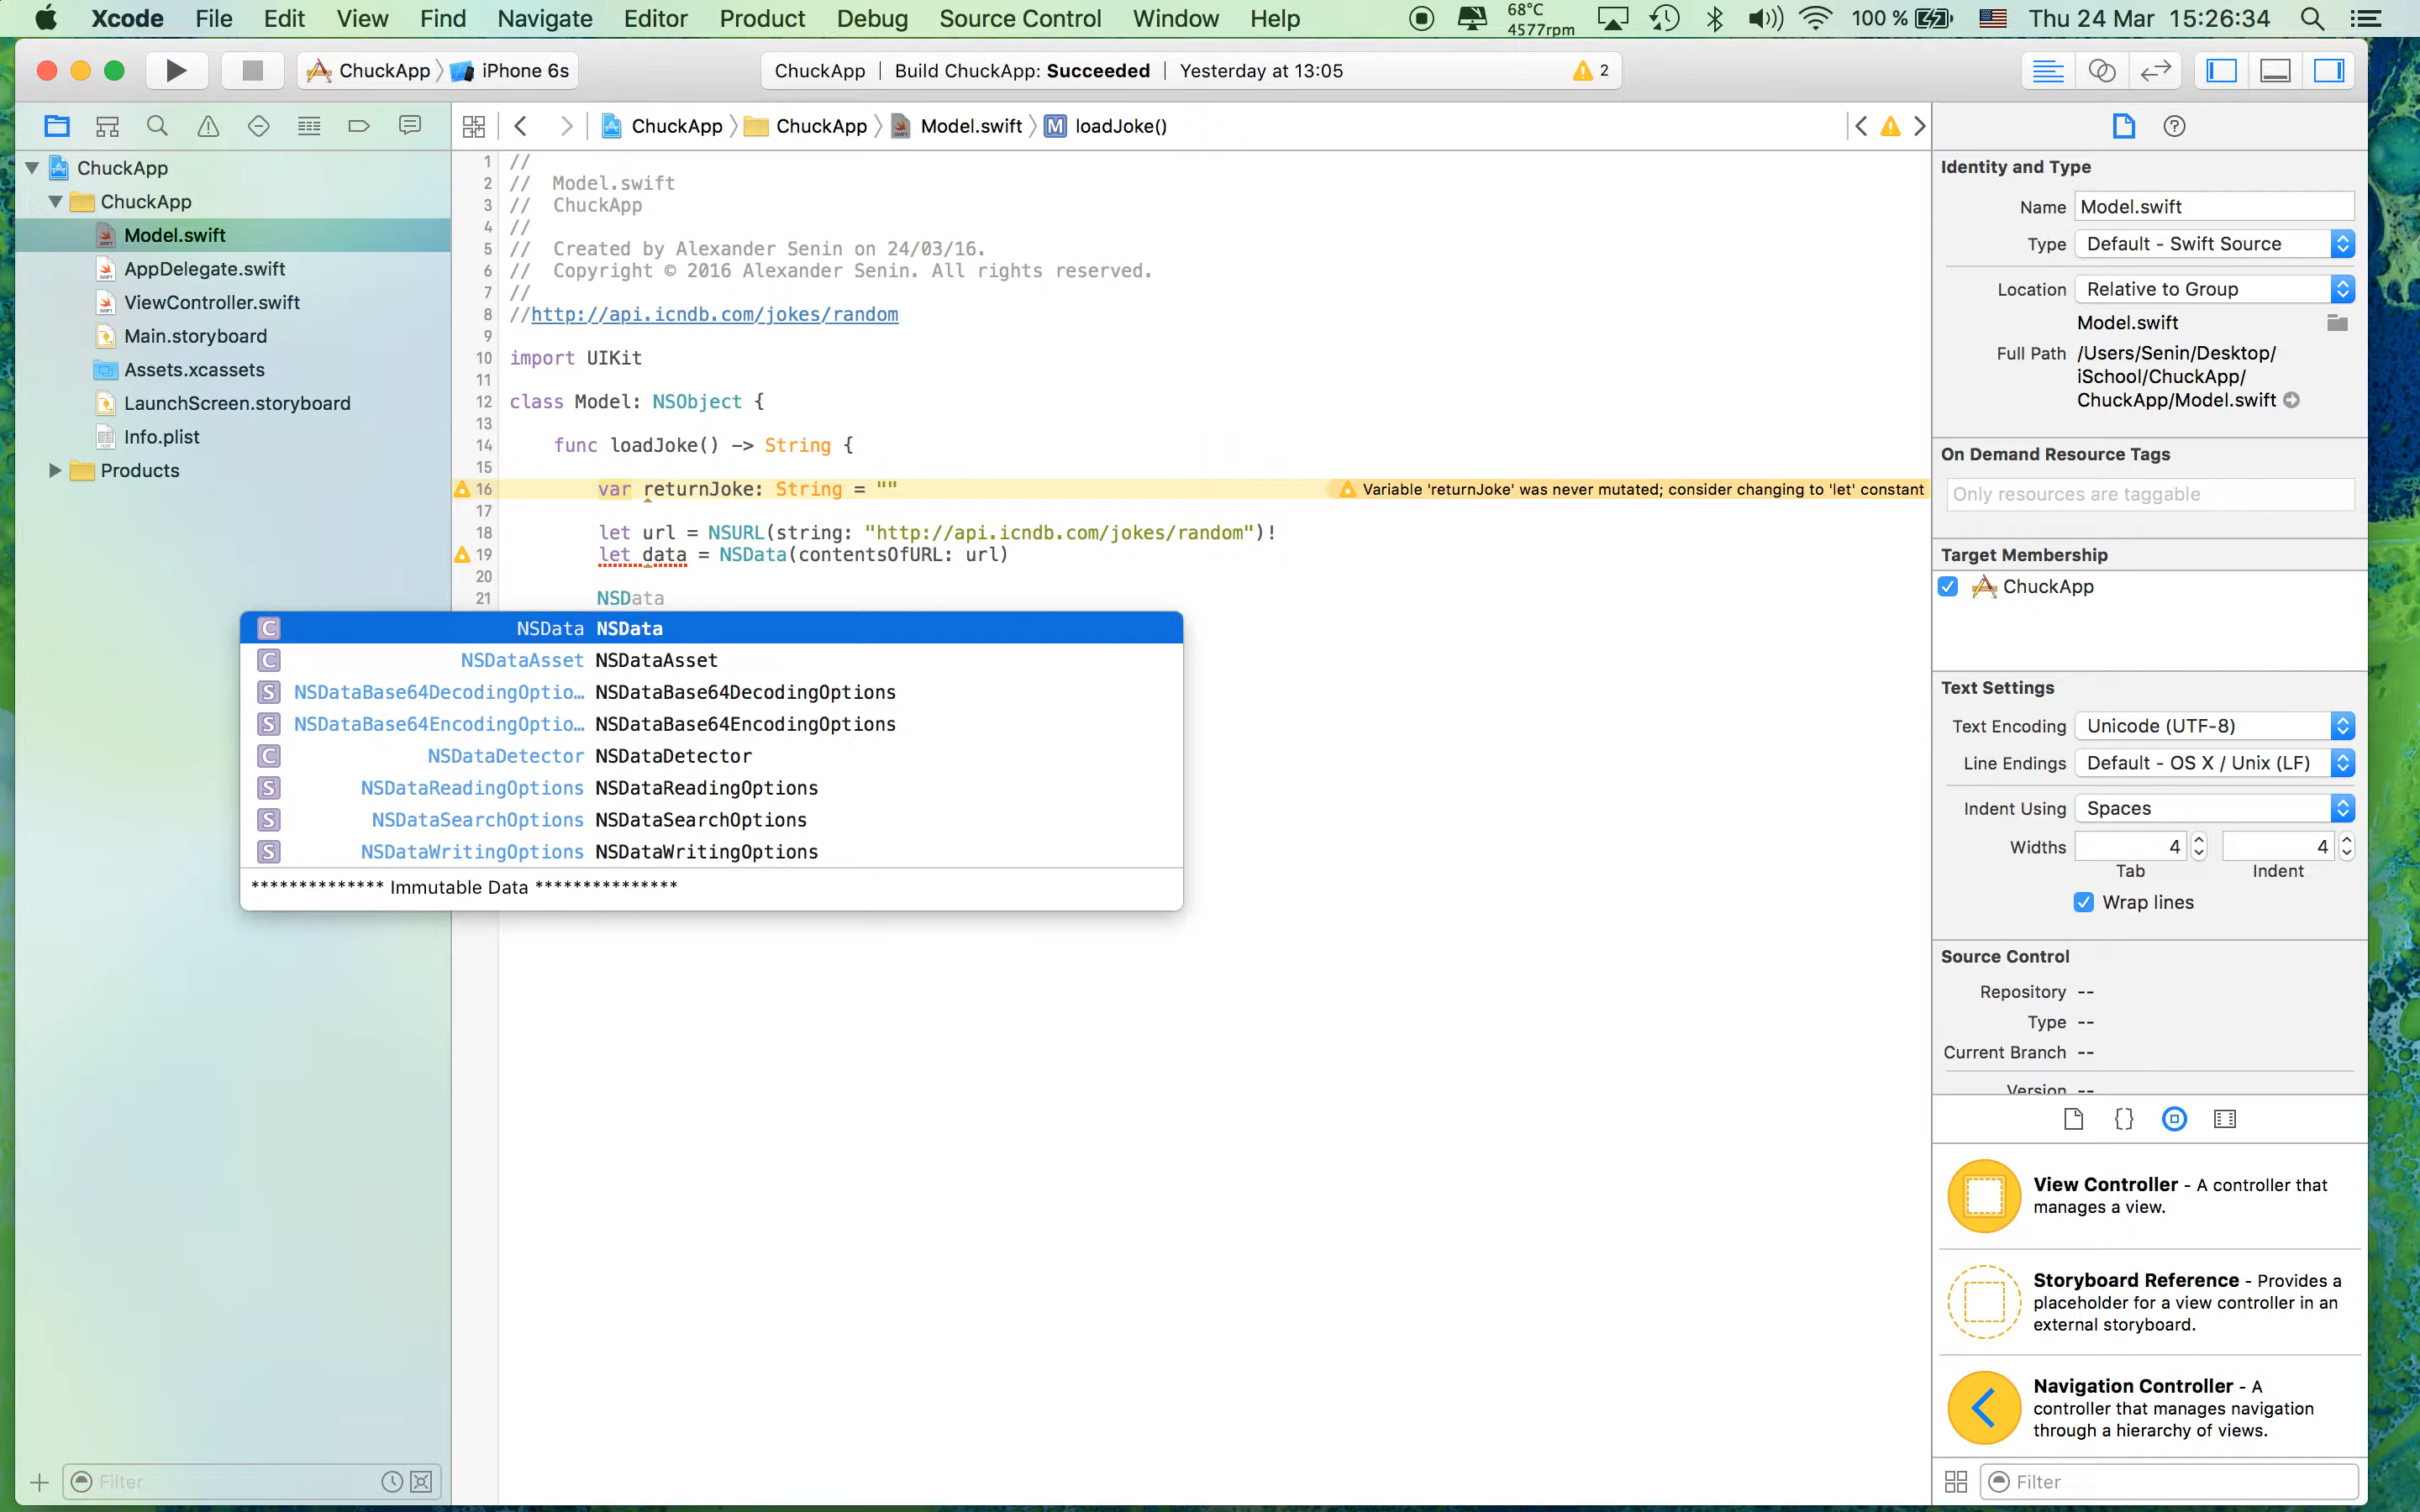 Xcode File Edit View Find Navigate Editor Product Debug Source Control Window Help 68°C 4577rpm 100 % Thu 24 Mar 15:26:34
ChuckApp iPhone 6s
ChuckApp | Build ChuckApp: Succeeded | Yesterday at 13:05 2
ChuckApp ChuckApp Model.swift M loadJoke()
ChuckApp
ChuckApp
Model.swift
AppDelegate.swift
ViewController.swift
Main.storyboard
Assets.xcassets
LaunchScreen.storyboard
Info.plist
Products
Filter
1 //
2 //  Model.swift
3 //  ChuckApp
4 //
5 //  Created by Alexander Senin on 24/03/16.
6 //  Copyright © 2016 Alexander Senin. All rights reserved.
7 //
8 //http://api.icndb.com/jokes/random
9
10 import UIKit
11
12 class Model: NSObject {
13
14 func loadJoke() -> String {
15
16 var returnJoke: String = "" Variable 'returnJoke' was never mutated; consider changing to 'let' constant
17
18 let url = NSURL(string: "http://api.icndb.com/jokes/random")!
19 let data = NSData(contentsOfURL: url)
20
21 NSData
C NSData NSData
C NSDataAsset NSDataAsset
S NSDataBase64DecodingOptio… NSDataBase64DecodingOptions
S NSDataBase64EncodingOptio… NSDataBase64EncodingOptions
C NSDataDetector NSDataDetector
S NSDataReadingOptions NSDataReadingOptions
S NSDataSearchOptions NSDataSearchOptions
S NSDataWritingOptions NSDataWritingOptions
************** Immutable Data ***************
Identity and Type
Name Model.swift
Type Default - Swift Source
Location Relative to Group
Model.swift
Full Path /Users/Senin/Desktop/
iSchool/ChuckApp/
ChuckApp/Model.swift
On Demand Resource Tags
Only resources are taggable
Target Membership
ChuckApp
Text Settings
Text Encoding Unicode (UTF-8)
Line Endings Default - OS X / Unix (LF)
Indent Using Spaces
Widths 4 4
Tab Indent
Wrap lines
Source Control
Repository --
Type --
Current Branch --
Version --
View Controller - A controller that
manages a view.
Storyboard Reference - Provides a
placeholder for a view controller in an
external storyboard.
Navigation Controller - A
controller that manages navigation
through a hierarchy of views.
Filter